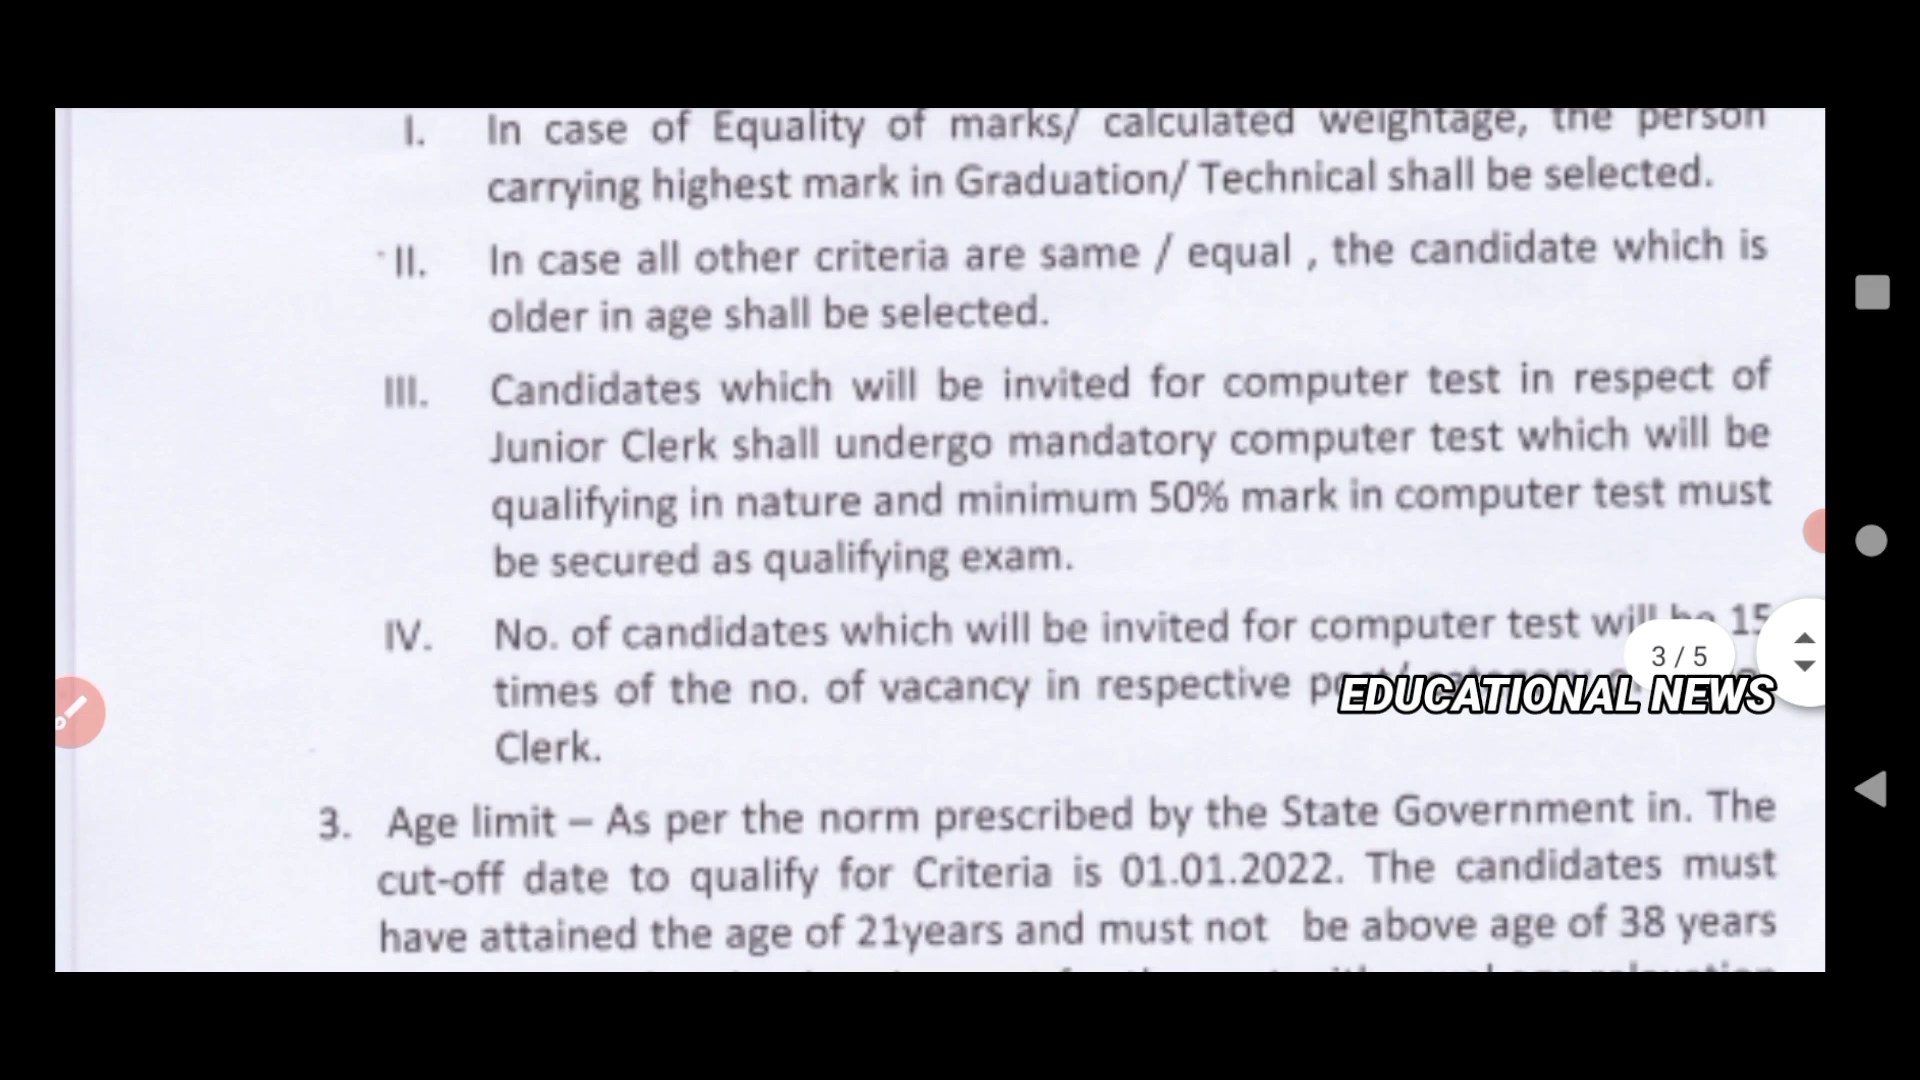 I. In case of Equality of marks/ calculated weightage, the person
carrying highest mark in Graduation/ Technical shall be selected.
II. In case all other criteria are same / equal , the candidate which is
older in age shall be selected.
III. Candidates which will be invited for computer test in respect of
Junior Clerk shall undergo mandatory computer test which will be
qualifying in nature and minimum 50% mark in computer test must
be secured as qualifying exam.
IV. No. of candidates which will be invited for computer test will be 15
3 / 5
times of the no. of vacancy in respective post/
EDUCATIONAL NEWS
Clerk.
3. Age limit – As per the norm prescribed by the State Government in. The
cut-off date to qualify for Criteria is 01.01.2022. The candidates must
have attained the age of 21years and must not be above age of 38 years